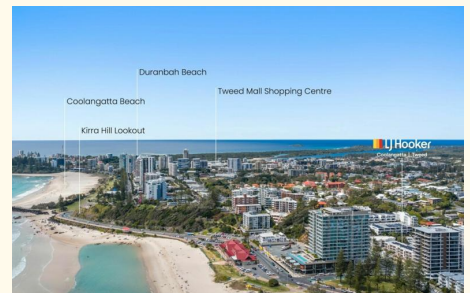 Duranbah Beach
Tweed Mall Shopping Centre
Coolangatta Beach
Kirra Hill Lookout
LJ Hooker
Coolangatta | Tweed